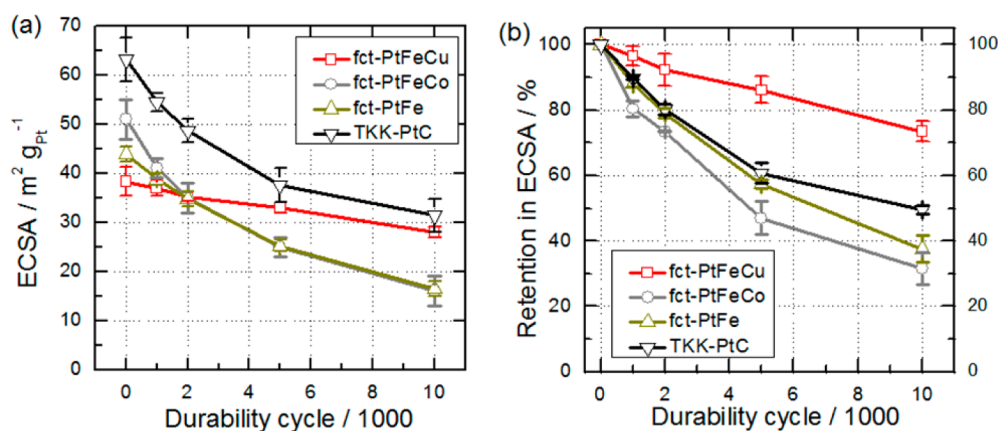 (a)
70
60
50
40
30
20
10
0
ECSA / m² gPt⁻¹
fct-PtFeCu
fct-PtFeCo
fct-PtFe
TKK-PtC
0 2 4 6 8 10
Durability cycle / 1000
(b)
100
80
60
40
20
0
Retention in ECSA / %
fct-PtFeCu
fct-PtFeCo
fct-PtFe
TKK-PtC
100
80
60
40
20
0
0 2 4 6 8 10
Durability cycle / 1000